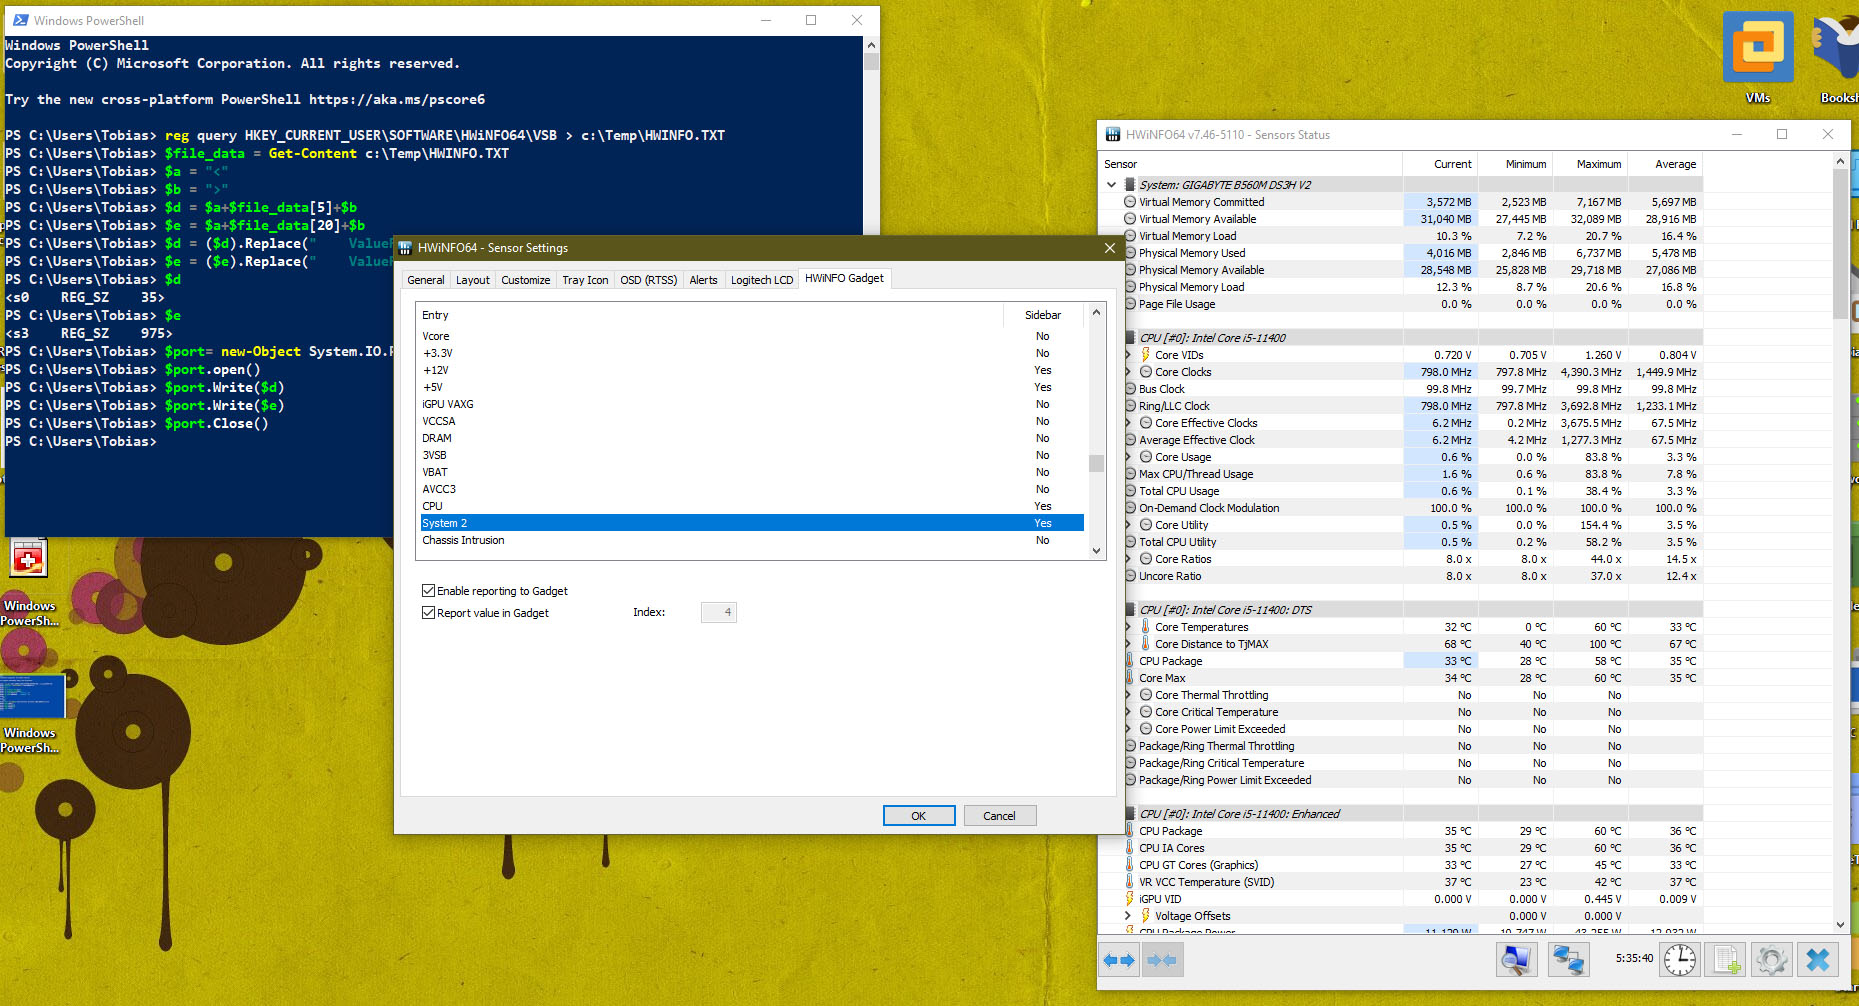 Windows PowerShell
Windows PowerShell
Copyright (C) Microsoft Corporation. All rights reserved.
Try the new cross-platform PowerShell https://aka.ms/pscore6
PS C:\Users\Tobias> reg query HKEY_CURRENT_USER\SOFTWARE\HWiNFO64\VSB > c:\Temp\HWINFO.TXT
PS C:\Users\Tobias> $file_data = Get-Content c:\Temp\HWINFO.TXT
PS C:\Users\Tobias> $a = "<"
PS C:\Users\Tobias> $b = ">"
PS C:\Users\Tobias> $d = $a+$file_data[5]+$b
PS C:\Users\Tobias> $e = $a+$file_data[20]+$b
PS C:\Users\Tobias> $d = ($d).Replace("    Value
PS C:\Users\Tobias> $e = ($e).Replace("    Value
PS C:\Users\Tobias> $d
<s0    REG_SZ    35>
PS C:\Users\Tobias> $e
<s3    REG_SZ    975>
PS C:\Users\Tobias> $port= new-Object System.IO.
PS C:\Users\Tobias> $port.open()
PS C:\Users\Tobias> $port.Write($d)
PS C:\Users\Tobias> $port.Write($e)
PS C:\Users\Tobias> $port.Close()
PS C:\Users\Tobias>
Windows
PowerSh...
Windows
PowerSh...
HWiNFO64 - Sensor Settings
General Layout Customize Tray Icon OSD (RTSS) Alerts Logitech LCD HWiNFO Gadget
Entry Sidebar
Vcore No
+3.3V No
+12V Yes
+5V Yes
iGPU VAXG No
VCCSA No
DRAM No
3VSB No
VBAT No
AVCC3 No
CPU Yes
System 2 Yes
Chassis Intrusion No
Enable reporting to Gadget
Report value in Gadget Index: 4
OK Cancel
VMs
HWiNFO64 v7.46-5110 - Sensors Status
Sensor Current Minimum Maximum Average
System: GIGABYTE B560M DS3H V2
Virtual Memory Committed 3,572 MB 2,523 MB 7,167 MB 5,697 MB
Virtual Memory Available 31,040 MB 27,445 MB 32,089 MB 28,916 MB
Virtual Memory Load 10.3 % 7.2 % 20.7 % 16.4 %
Physical Memory Used 4,016 MB 2,846 MB 6,737 MB 5,478 MB
Physical Memory Available 28,548 MB 25,828 MB 29,718 MB 27,086 MB
Physical Memory Load 12.3 % 8.7 % 20.6 % 16.8 %
Page File Usage 0.0 % 0.0 % 0.0 % 0.0 %
CPU [#0]: Intel Core i5-11400
Core VIDs 0.720 V 0.705 V 1.260 V 0.804 V
Core Clocks 798.0 MHz 797.8 MHz 4,390.3 MHz 1,449.9 MHz
Bus Clock 99.8 MHz 99.7 MHz 99.8 MHz 99.8 MHz
Ring/LLC Clock 798.0 MHz 797.8 MHz 3,692.8 MHz 1,233.1 MHz
Core Effective Clocks 6.2 MHz 0.2 MHz 3,675.5 MHz 67.5 MHz
Average Effective Clock 6.2 MHz 4.2 MHz 1,277.3 MHz 67.5 MHz
Core Usage 0.6 % 0.0 % 83.8 % 3.3 %
Max CPU/Thread Usage 1.6 % 0.6 % 83.8 % 7.8 %
Total CPU Usage 0.6 % 0.1 % 38.4 % 3.3 %
On-Demand Clock Modulation 100.0 % 100.0 % 100.0 % 100.0 %
Core Utility 0.5 % 0.0 % 154.4 % 3.5 %
Total CPU Utility 0.5 % 0.2 % 58.2 % 3.5 %
Core Ratios 8.0 x 8.0 x 44.0 x 14.5 x
Uncore Ratio 8.0 x 8.0 x 37.0 x 12.4 x
CPU [#0]: Intel Core i5-11400: DTS
Core Temperatures 32 °C 0 °C 60 °C 33 °C
Core Distance to TjMAX 68 °C 40 °C 100 °C 67 °C
CPU Package 33 °C 28 °C 58 °C 35 °C
Core Max 34 °C 28 °C 60 °C 35 °C
Core Thermal Throttling No No No
Core Critical Temperature No No No
Core Power Limit Exceeded No No No
Package/Ring Thermal Throttling No No No
Package/Ring Critical Temperature No No No
Package/Ring Power Limit Exceeded No No No
CPU [#0]: Intel Core i5-11400: Enhanced
CPU Package 35 °C 29 °C 60 °C 36 °C
CPU IA Cores 35 °C 29 °C 60 °C 36 °C
CPU GT Cores (Graphics) 33 °C 27 °C 45 °C 33 °C
VR VCC Temperature (SVID) 37 °C 23 °C 42 °C 37 °C
iGPU VID 0.000 V 0.000 V 0.445 V 0.009 V
Voltage Offsets 0.000 V 0.000 V
CPU Package Power
5:35:40